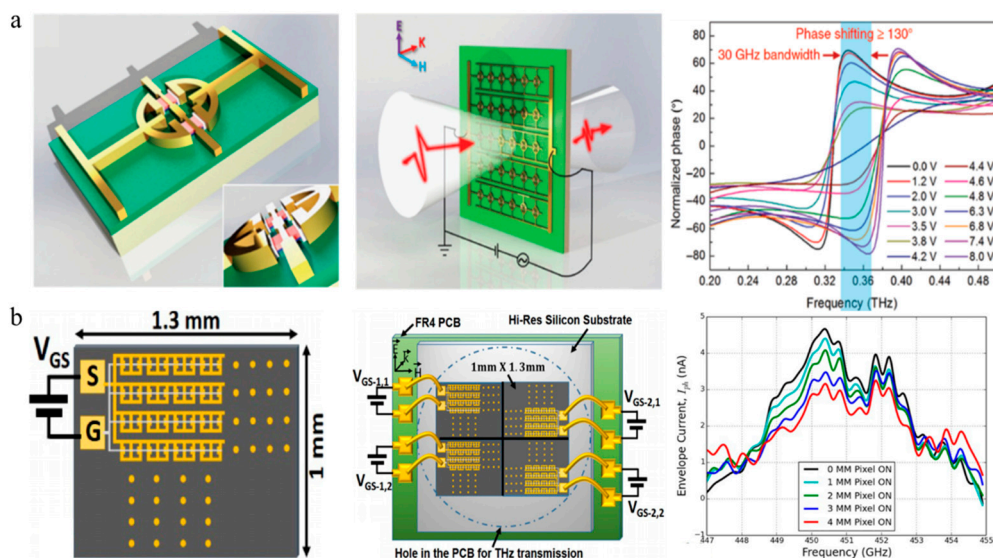 a
E
K
H
Phase shifting ≥ 130°
30 GHz bandwidth
Normalized phase (°)
80
60
40
20
0
−20
−40
−60
−80
0.0 V 4.4 V
1.2 V 4.6 V
2.0 V 4.8 V
3.0 V 6.3 V
3.5 V 6.8 V
3.8 V 7.4 V
4.2 V 8.0 V
0.20 0.24 0.28 0.32 0.36 0.40 0.44 0.48
Frequency (THz)
b
1.3 mm
VGS
S
G
1 mm
FR4 PCB
Hi-Res Silicon Substrate
E
H
1mm X 1.3mm
VGS-1,1
VGS-2,1
VGS-1,2
VGS-2,2
Hole in the PCB for THz transmission
Envelope Current, Iph (nA)
5
4
3
2
1
0
0 MM Pixel ON
1 MM Pixel ON
2 MM Pixel ON
3 MM Pixel ON
4 MM Pixel ON
447 448 449 450 451 452 453 454 455
Frequency (GHz)